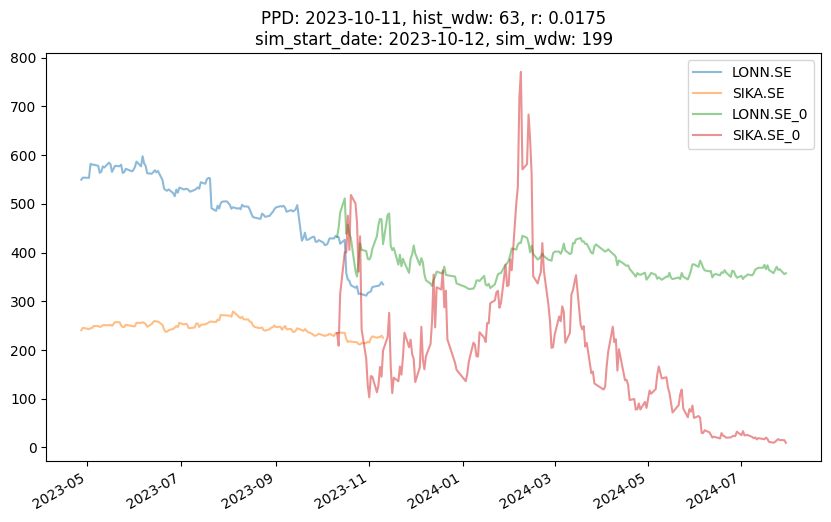 PPD: 2023-10-11, hist_wdw: 63, r: 0.0175
sim_start_date: 2023-10-12, sim_wdw: 199
LONN.SE
SIKA.SE
LONN.SE_0
SIKA.SE_0
800
700
600
500
400
300
200
100
0
2023-05
2023-07
2023-09
2023-11
2024-01
2024-03
2024-05
2024-07